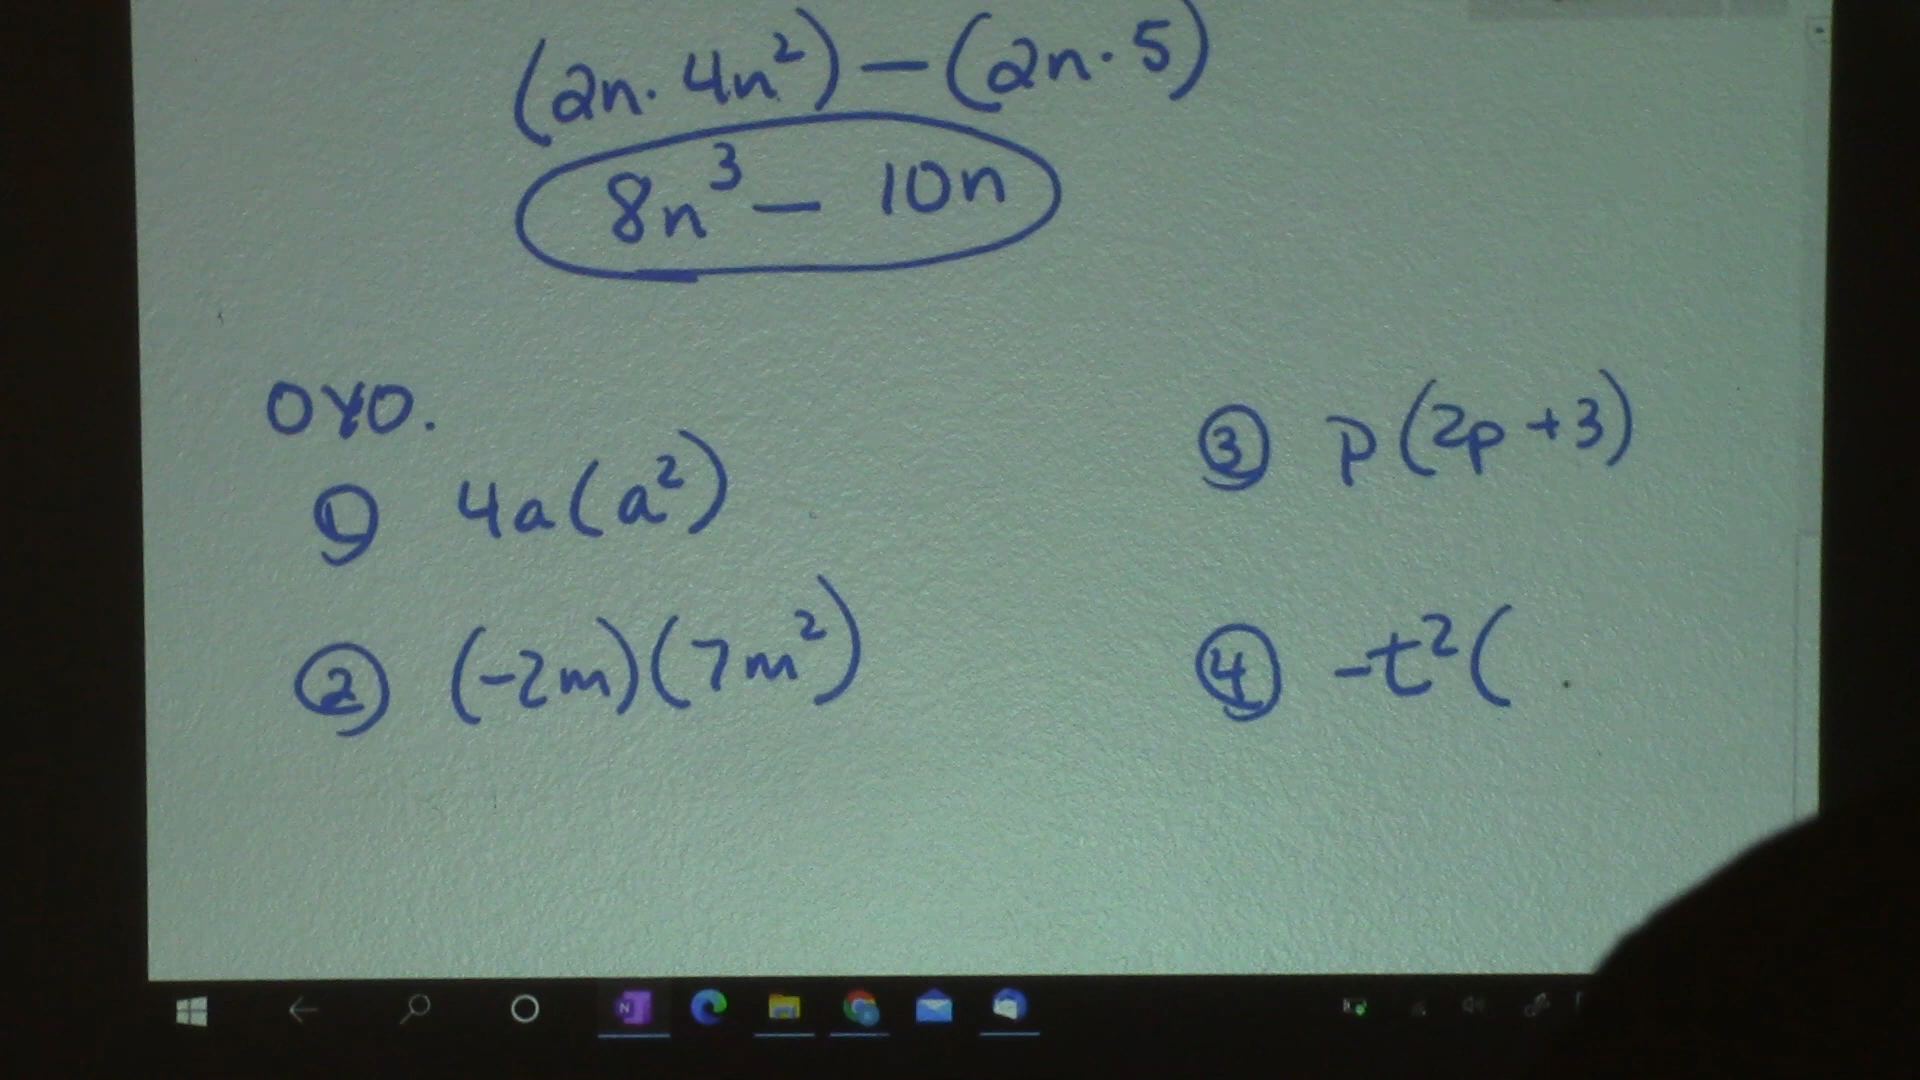 (2n · 4n²) – (2n · 5)
8n³ – 10n
OYO.
① 4a(a²)
② (-2m)(7m²)
③ p(2p+3)
④ -t²(